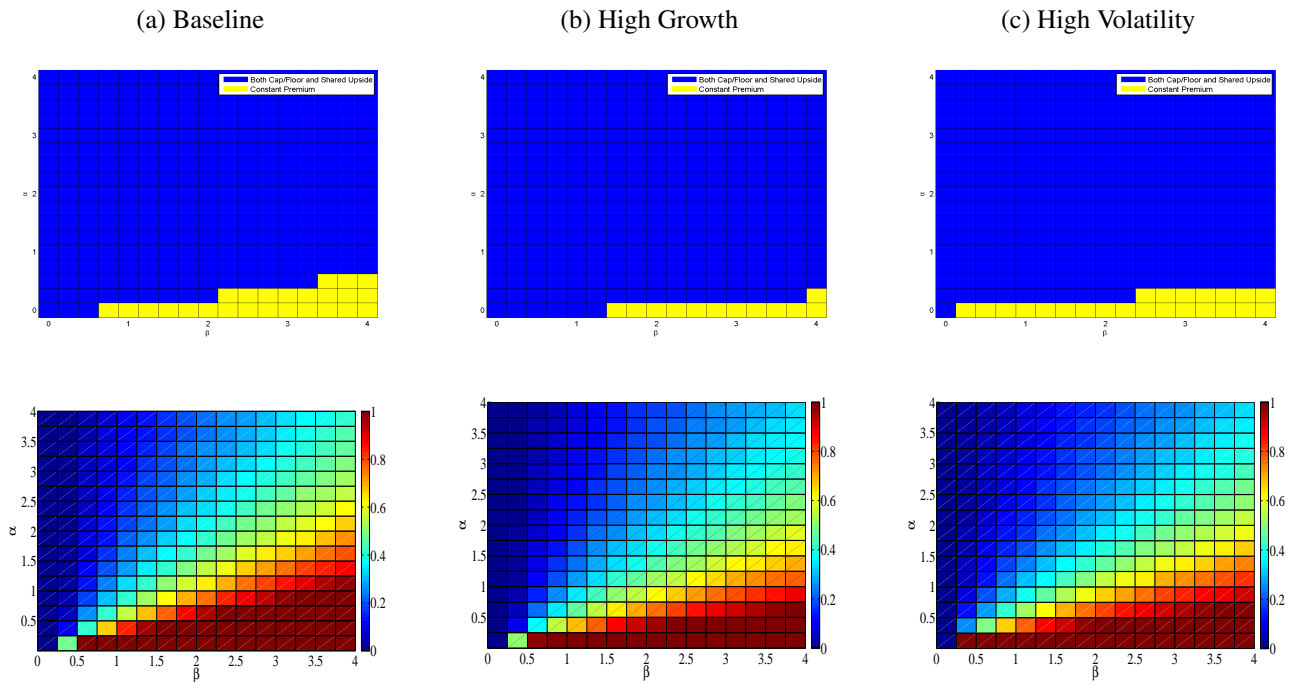 (a) Baseline (b) High Growth (c) High Volatility
4 Both Cap/Floor and Shared Upside
Constant Premium
3
α 2
1
0
0 1 2 3 4
β
4 Both Cap/Floor and Shared Upside
Constant Premium
3
α 2
1
0
0 1 2 3 4
β
4 Both Cap/Floor and Shared Upside
Constant Premium
3
α 2
1
0
0 1 2 3 4
β
4 1
3.5
3 0.8
2.5
α 2 0.6
1.5 0.4
1
0.5 0.2
0 0.5 1 1.5 2 2.5 3 3.5 4 0
β
4 1
3.5
3 0.8
2.5
α 2 0.6
1.5 0.4
1
0.5 0.2
0 0.5 1 1.5 2 2.5 3 3.5 4 0
β
4 1
3.5
3 0.8
2.5
α 2 0.6
1.5 0.4
1
0.5 0.2
0 0.5 1 1.5 2 2.5 3 3.5 4 0
β